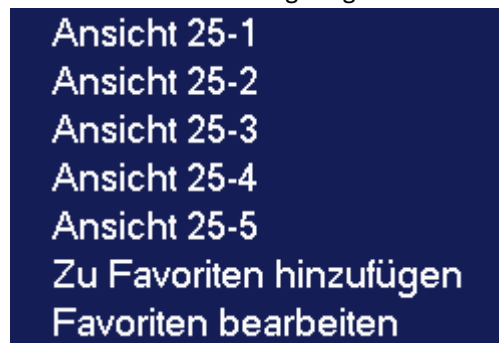 Ansicht 25-1
Ansicht 25-2
Ansicht 25-3
Ansicht 25-4
Ansicht 25-5
Zu Favoriten hinzufügen
Favoriten bearbeiten